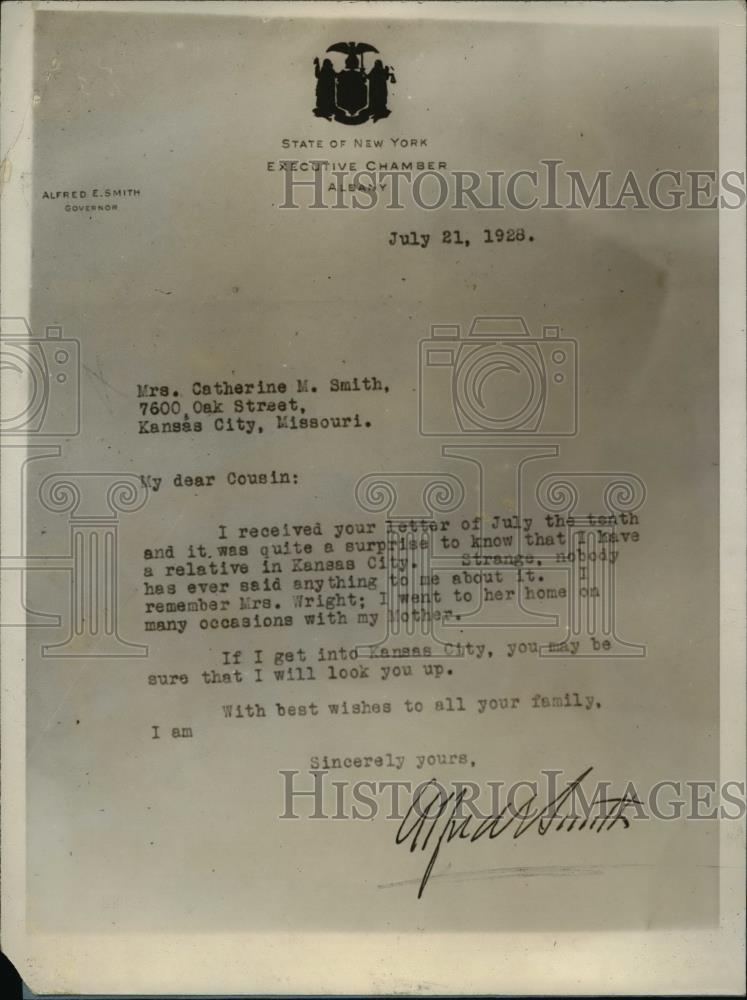 STATE OF NEW YORK
EXECUTIVE CHAMBER
ALBANY
ALFRED E. SMITH
GOVERNOR
HISTORICIMAGES
July 21, 1928.
Mrs. Catherine M. Smith,
7600 Oak Street,
Kansas City, Missouri.
My dear Cousin:
I received your letter of July the tenth
and it was quite a surprise to know that I have
a relative in Kansas City. Strange, nobody
has ever said anything to me about it. I
remember Mrs. Wright; I went to her home on
many occasions with my Mother.
If I get into Kansas City, you may be
sure that I will look you up.
With best wishes to all your family,
I am
Sincerely yours,
HISTORICIMAGES
Alfred E Smith